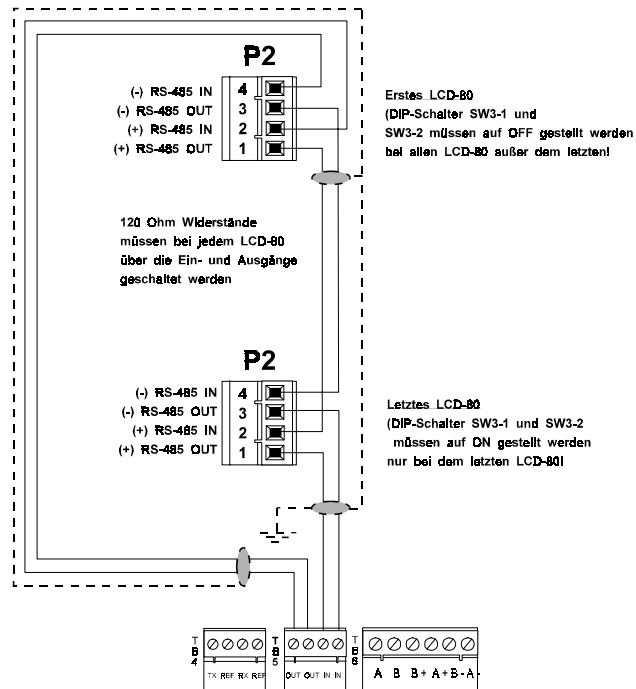 P2
(-) RS-485 IN
4
(-) RS-485 OUT
3
(+) RS-485 IN
2
(+) RS-485 OUT
1
Erstes LCD-80
(DIP-Schalter SW3-1 und
SW3-2 müssen auf OFF gestellt werden
bei allen LCD-80 außer dem letzten!
120 Ohm Widerstände
müssen bei jedem LCD-80
über die Ein- und Ausgänge
geschaltet werden
P2
(-) RS-485 IN
4
(-) RS-485 OUT
3
(+) RS-485 IN
2
(+) RS-485 OUT
1
Letztes LCD-80
(DIP-Schalter SW3-1 und SW3-2
müssen auf ON gestellt werden
nur bei dem letzten LCD-80!
TB4
TX REF RX REF
TB5
OUT OUT IN IN
TB6
A B B+ A+ B- A-